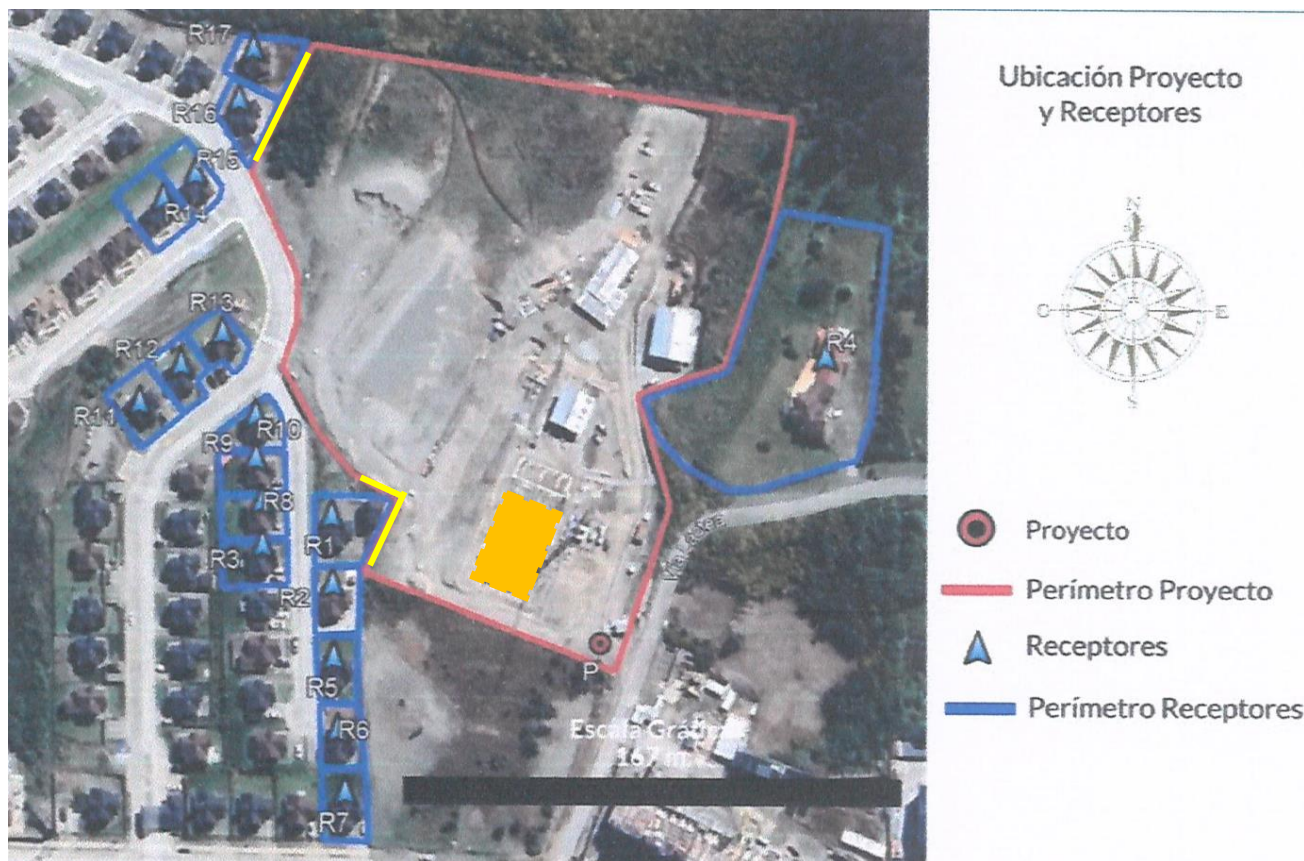 Ubicación Proyecto
y Receptores
N
O
E
S
Proyecto
Perímetro Proyecto
Receptores
Perímetro Receptores
R17
R16
R15
R14
R13
R12
R11
R4
R10
R9
R8
R3
R1
R2
R5
R6
R7
P
Escala Gráfica
167 m